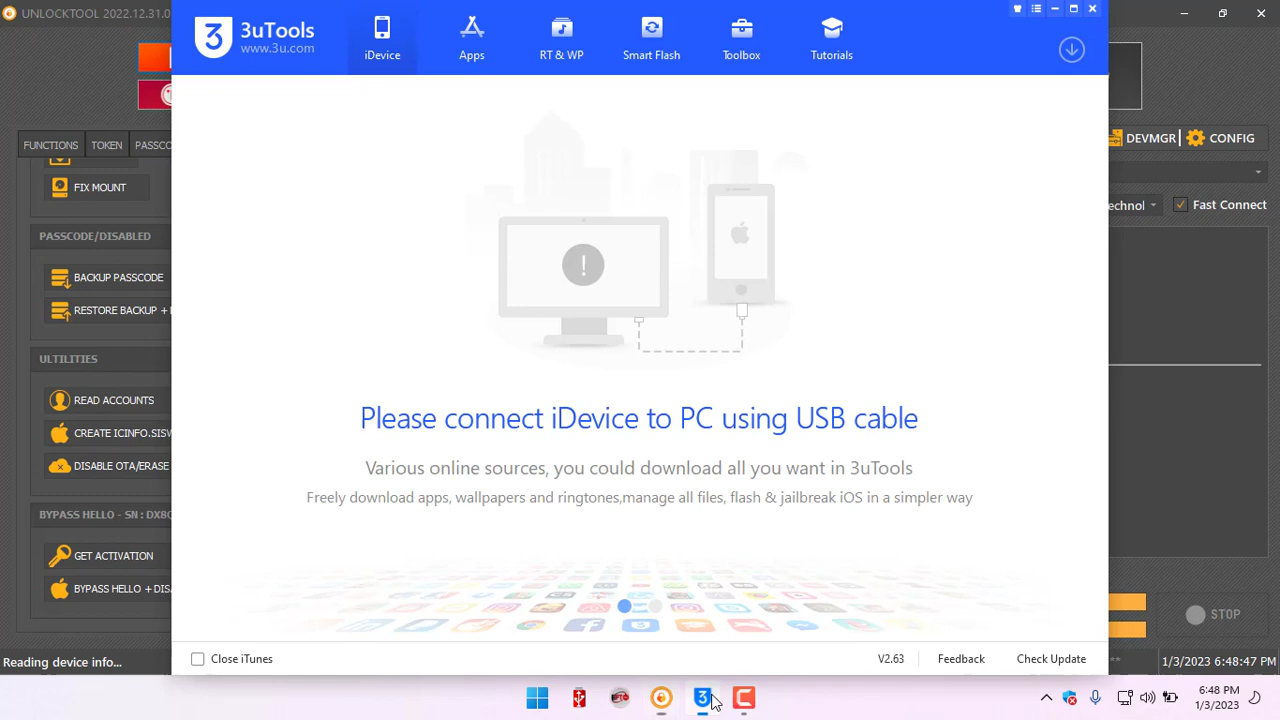 UNLOCKTOOL 2022.12.31.0
3 3uTools
www.3u.com
iDevice
Apps
RT & WP
Smart Flash
Toolbox
Tutorials
FUNCTIONS
TOKEN
PASSCO
DEVMGR
CONFIG
FIX MOUNT
echnol
Fast Connect
PASSCODE/DISABLED
BACKUP PASSCODE
RESTORE BACKUP +
UTILITIES
READ ACCOUNTS
CREATE ICINFO.SISV
DISABLE OTA/ERASE
BYPASS HELLO - SN : DX8
GET ACTIVATION
BYPASS HELLO + DIS
Please connect iDevice to PC using USB cable
Various online sources, you could download all you want in 3uTools
Freely download apps, wallpapers and ringtones,manage all files, flash & jailbreak iOS in a simpler way
STOP
Reading device info...
Close iTunes
V2.63
Feedback
Check Update
**
1/3/2023 6:48:47 PM
6:48 PM
1/3/2023